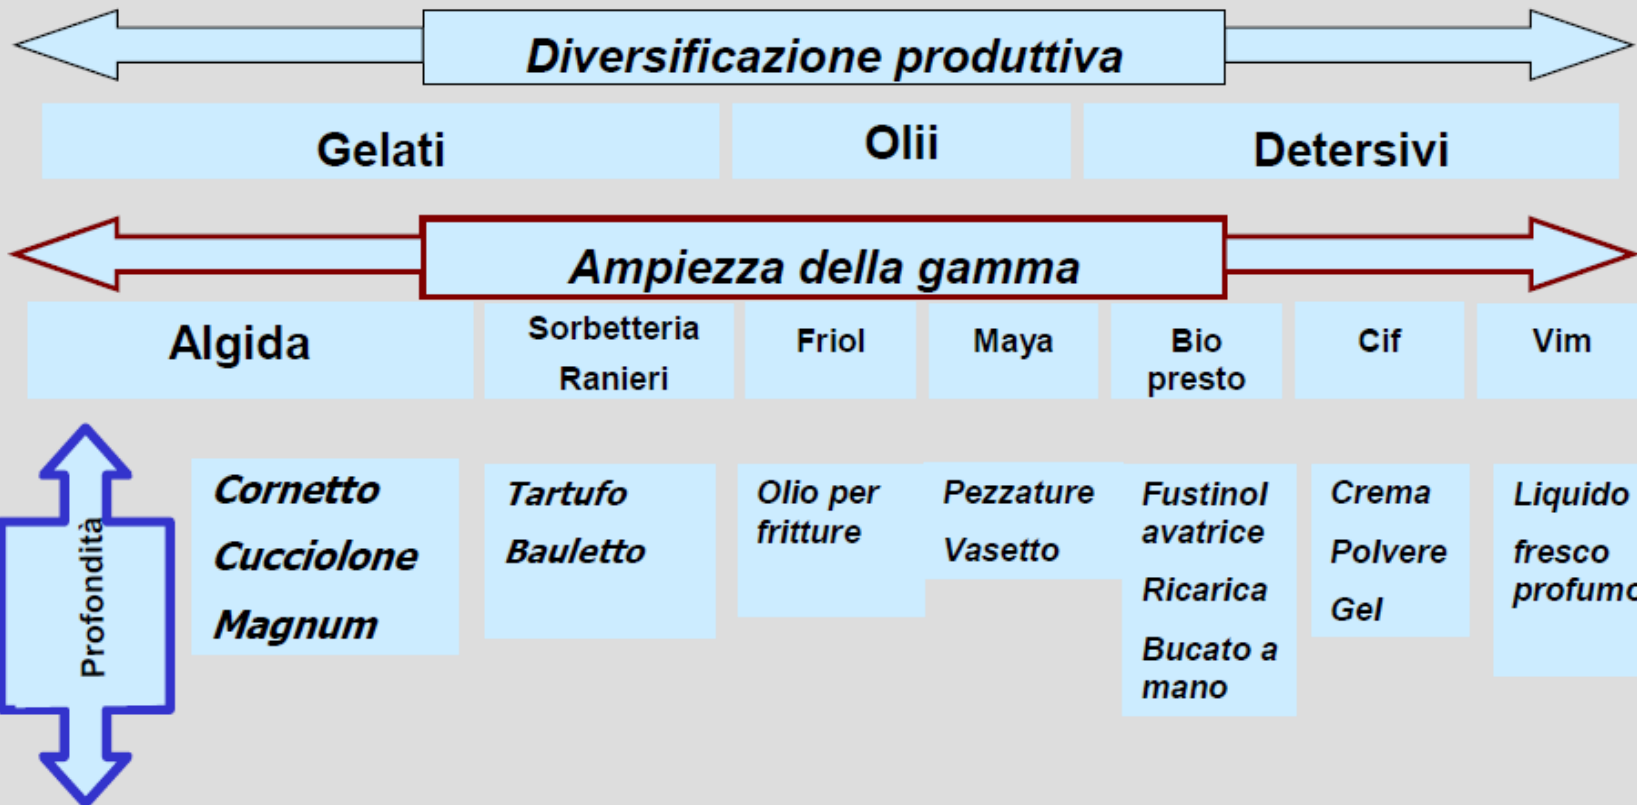 Diversificazione produttiva
Gelati
Olii
Detersivi
Ampiezza della gamma
Algida
Sorbetteria
Ranieri
Friol
Maya
Bio
presto
Cif
Vim
Profondità
Cornetto
Cucciolone
Magnum
Tartufo
Bauletto
Olio per
fritture
Pezzature
Vasetto
Fustinol
avatrice
Ricarica
Bucato a
mano
Crema
Polvere
Gel
Liquido
fresco
profumo